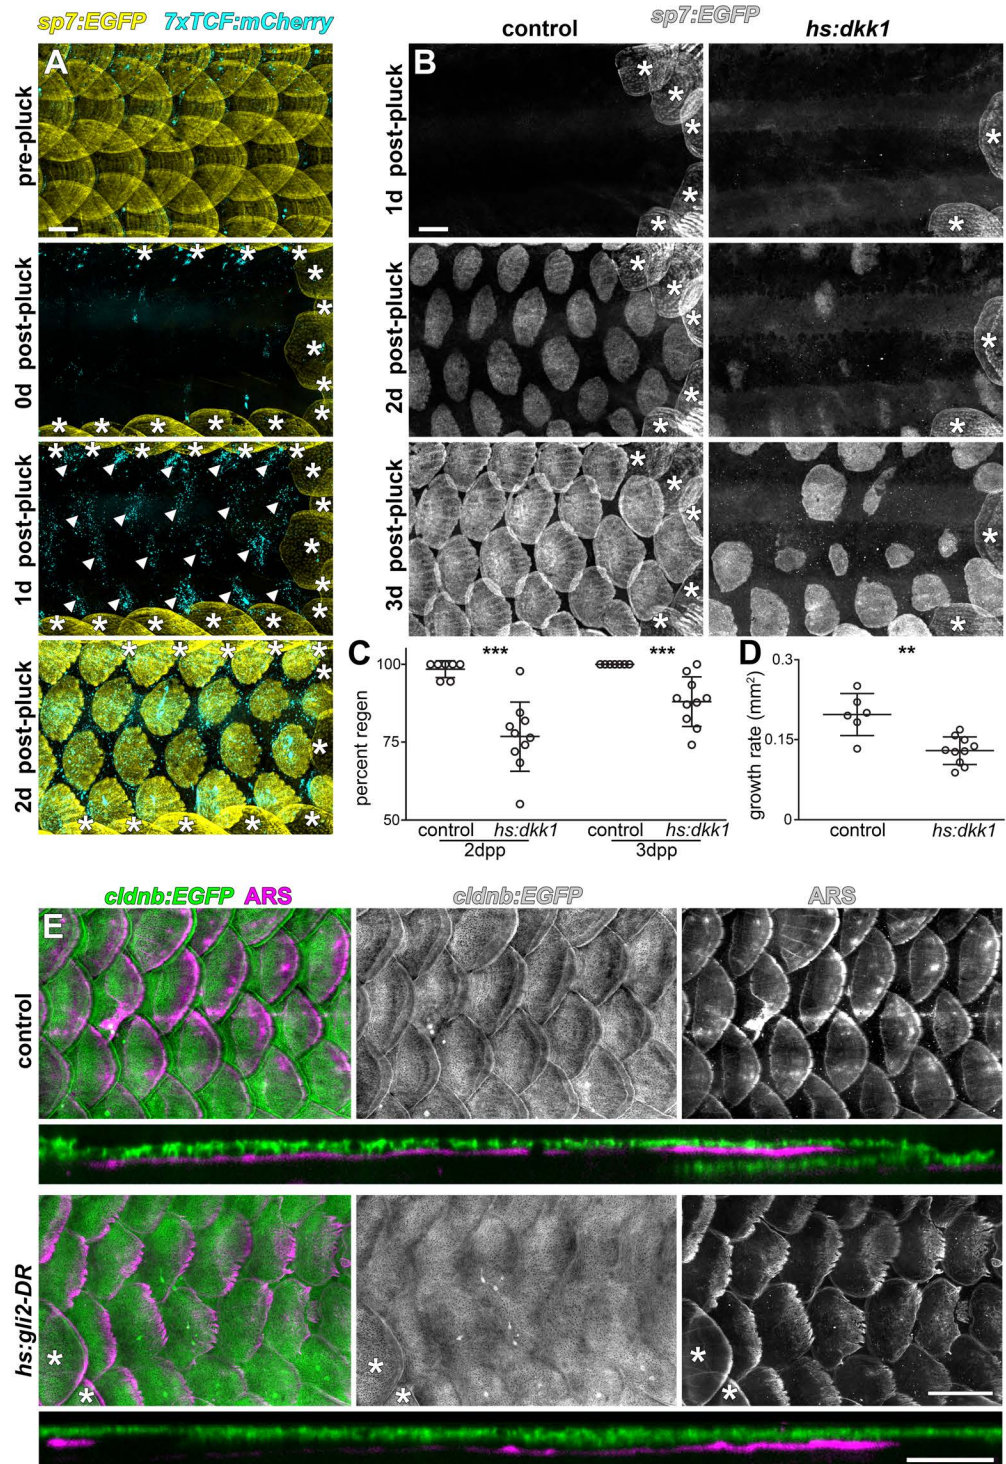 sp7:EGFP 7xTCF:mCherry
sp7:EGFP
control hs:dkk1
A
pre-pluck
0d post-pluck
1d post-pluck
2d post-pluck
B
1d post-pluck
2d post-pluck
3d post-pluck
C
***
***
percent regen
100
75
50
control hs:dkk1 control hs:dkk1
2dpp 3dpp
D
**
growth rate (mm²)
0.3
0.15
0
control hs:dkk1
cldnb:EGFP ARS cldnb:EGFP ARS
E
control
hs:gli2-DR